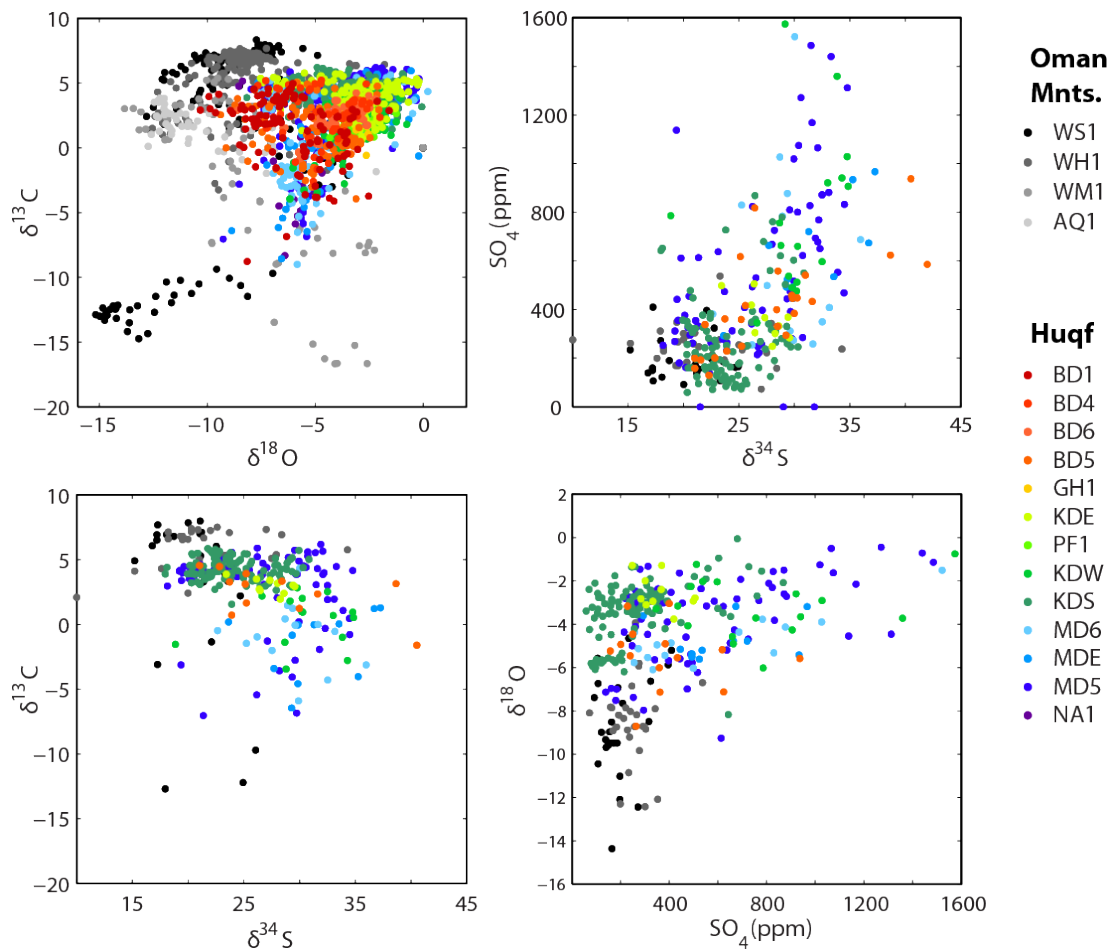 10
5
0
−5
−10
−15
−20
δ13C
−15
−10
−5
0
δ18O
1600
1200
800
400
0
SO4(ppm)
15
25
35
45
δ34S
10
5
0
−5
−10
−15
−20
δ13C
15
25
35
45
δ34S
2
0
−2
−4
−6
−8
−10
−12
−14
−16
δ18O
400
800
1200
1600
SO4(ppm)
Oman
Mnts.
WS1
WH1
WM1
AQ1
Huqf
BD1
BD4
BD6
BD5
GH1
KDE
PF1
KDW
KDS
MD6
MDE
MD5
NA1